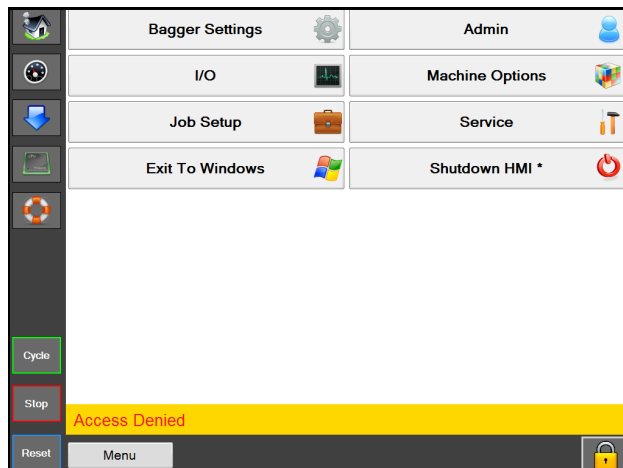 Bagger Settings
Admin
I/O
Machine Options
Job Setup
Service
Exit To Windows
Shutdown HMI *
Cycle
Stop
Access Denied
Reset
Menu